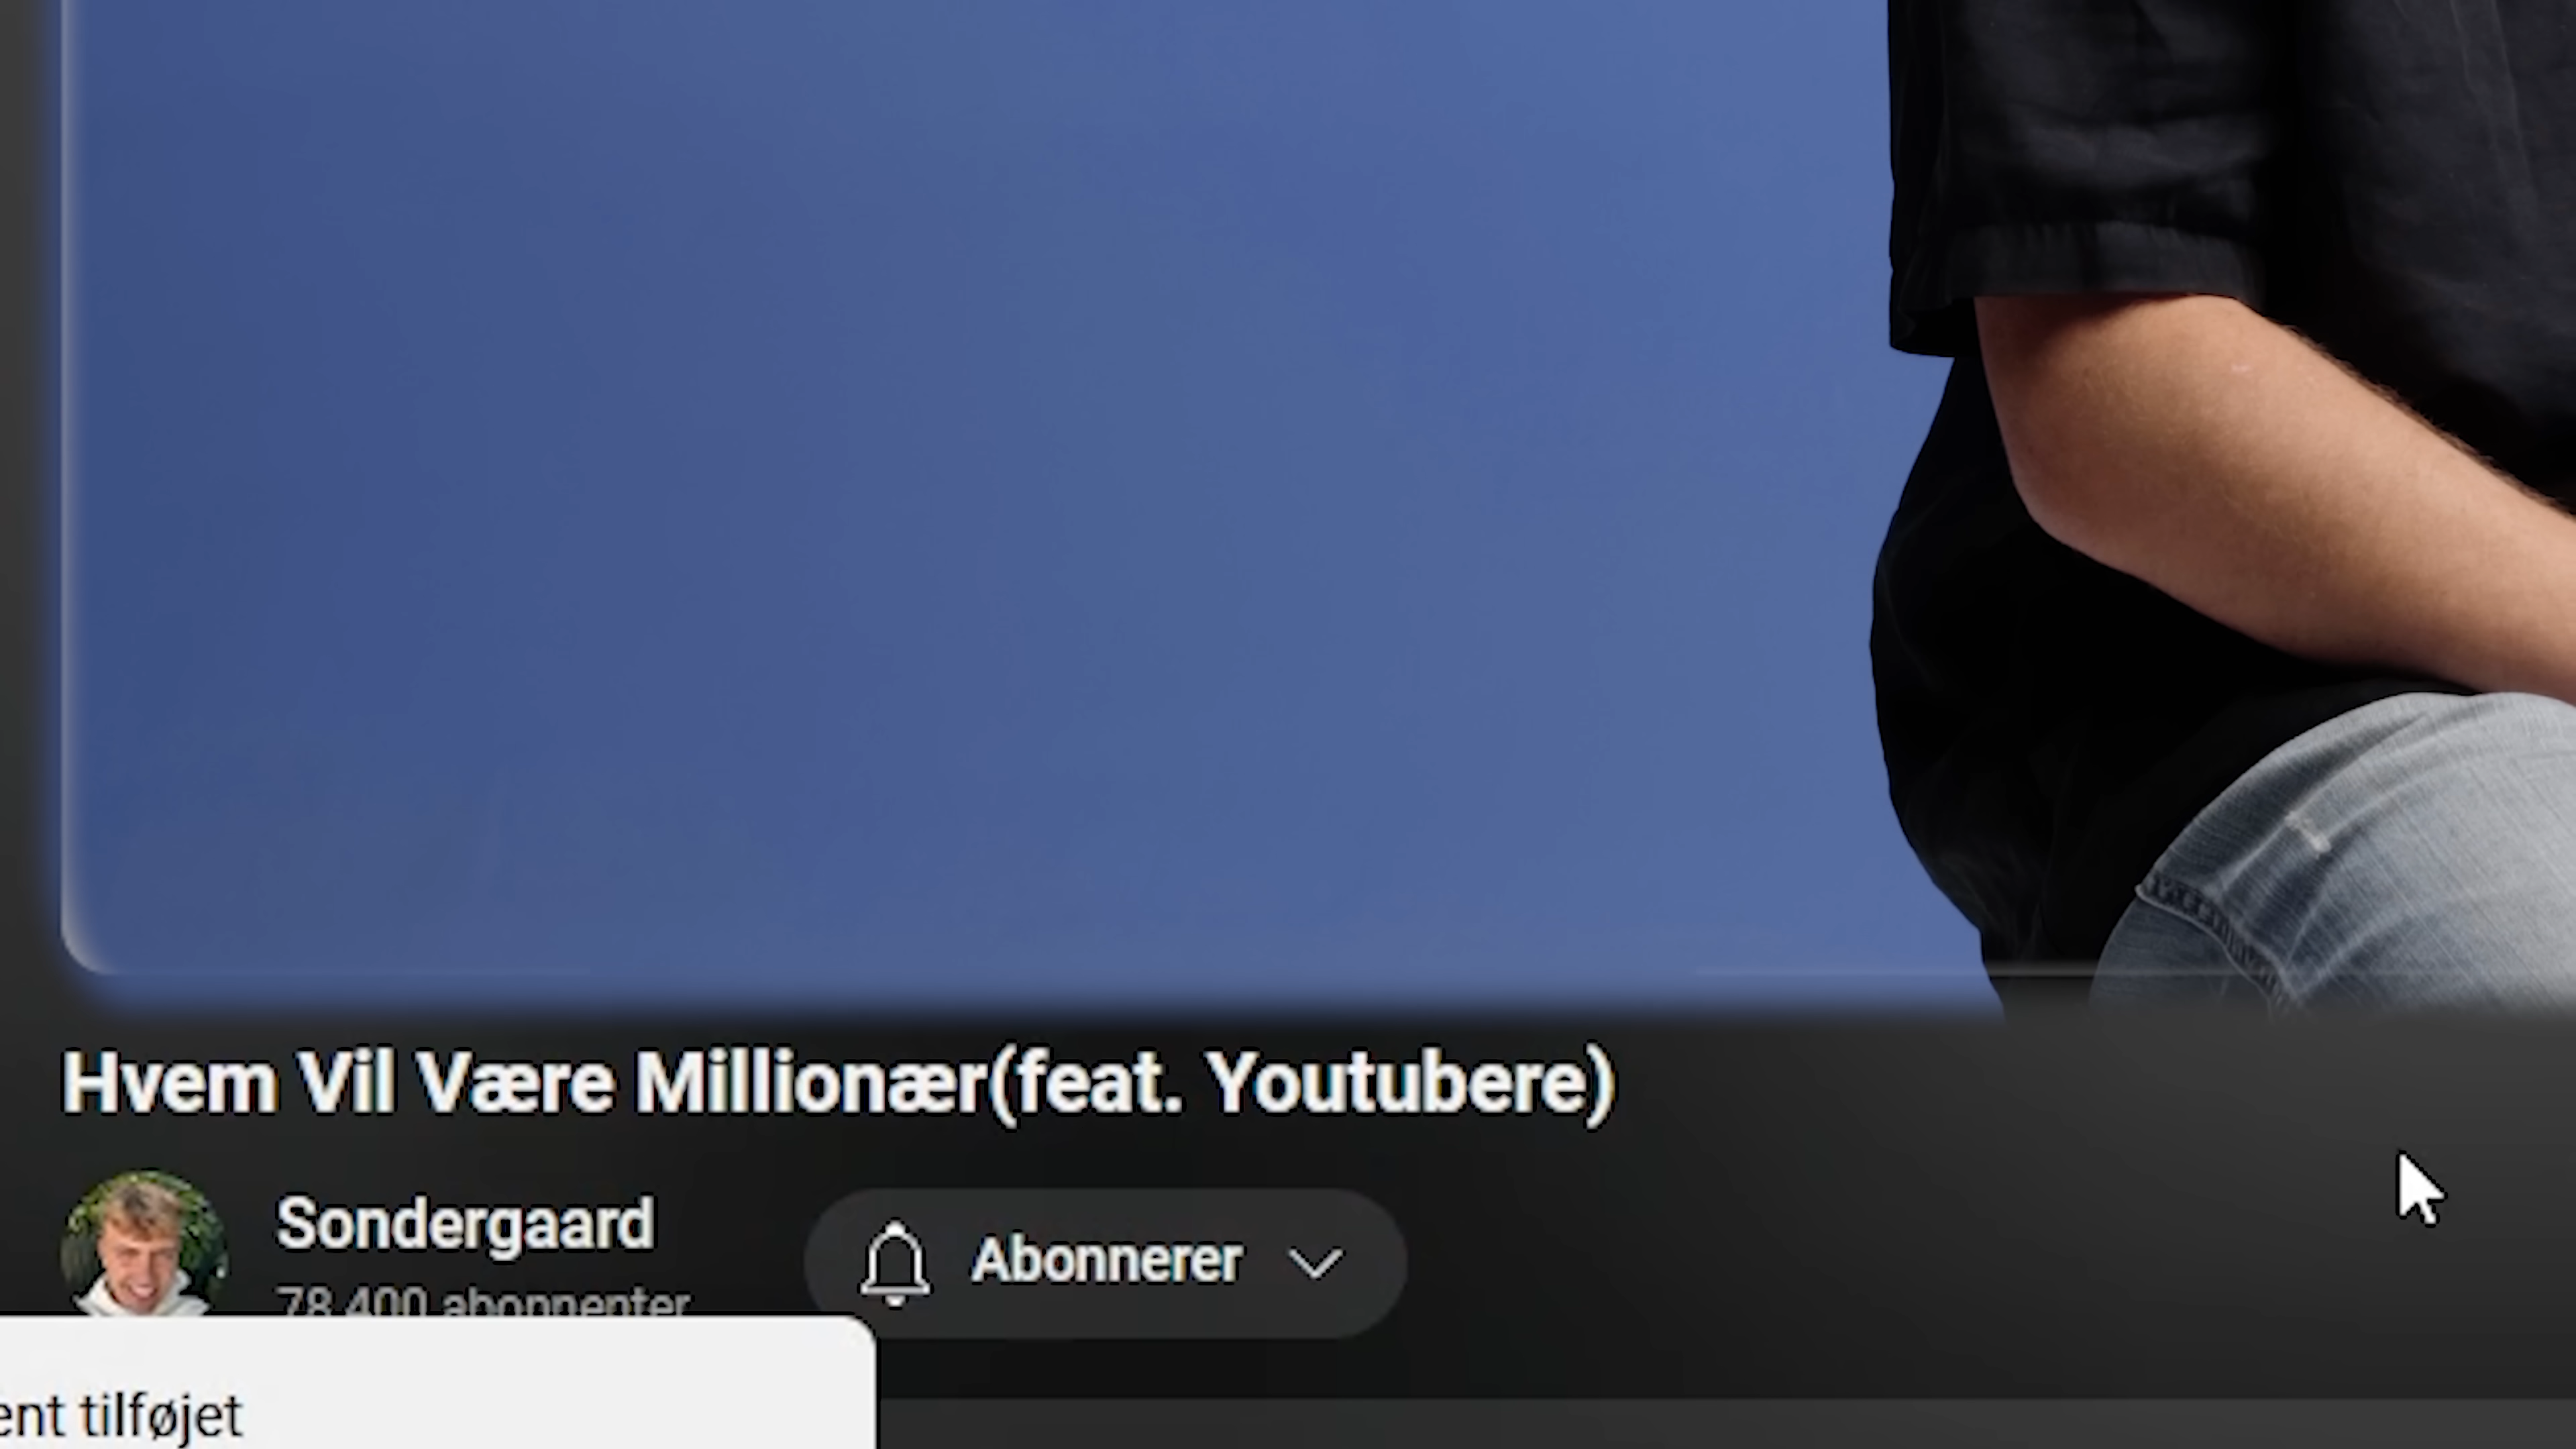 Hvem Vil Være Millionær(feat. Youtubere)
Sondergaard
Abonnerer
78.400 abonnenter
ent tilføjet